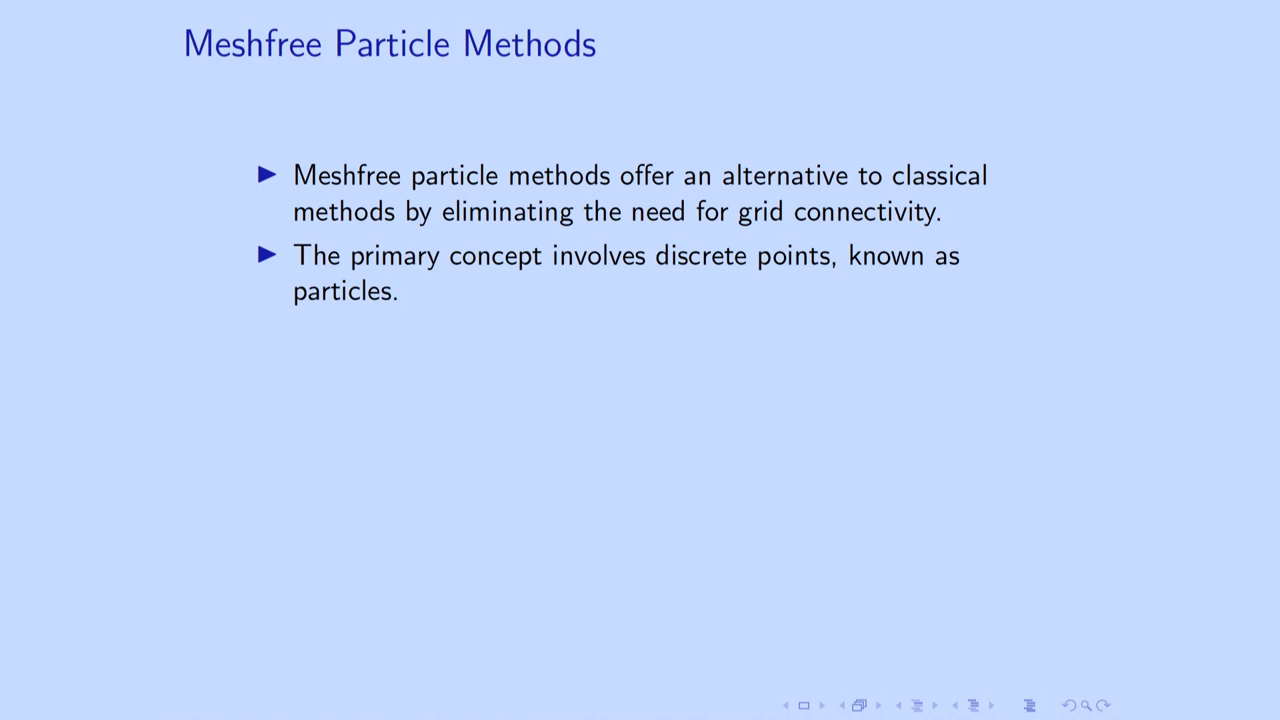 Meshfree Particle Methods
Meshfree particle methods offer an alternative to classical
methods by eliminating the need for grid connectivity.
The primary concept involves discrete points, known as
particles.